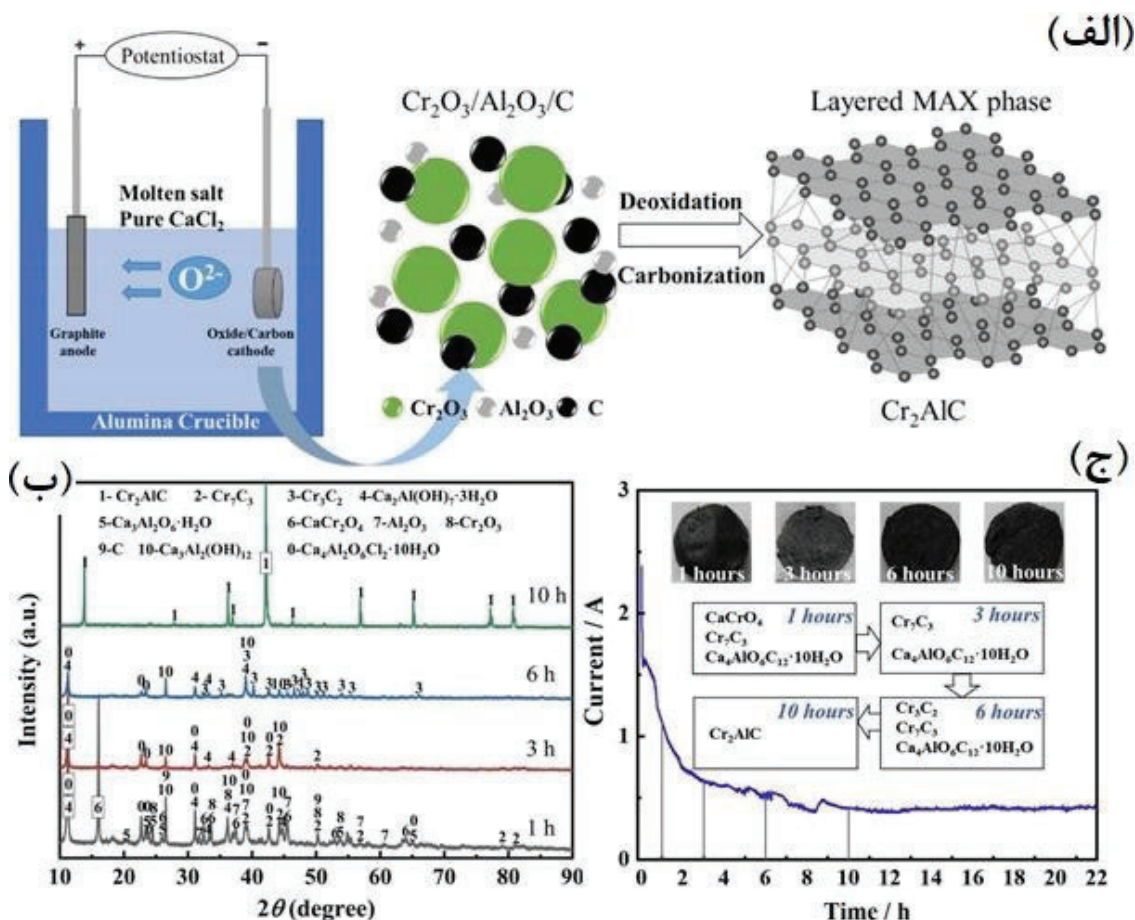 (الف)
+ Potentiostat −
Molten salt
Pure CaCl₂
O²⁻
Graphite
anode
Oxide/Carbon
cathode
Alumina Crucible
Cr₂O₃/Al₂O₃/C
Cr₂O₃ Al₂O₃ C
Deoxidation
Carbonization
Layered MAX phase
Cr₂AlC
(ب)
1- Cr₂AlC 2- Cr₇C₃ 3-Cr₃C₂ 4-Ca₂Al(OH)₇·3H₂O
5-Ca₃Al₂O₆·H₂O 6-CaCr₂O₄ 7-Al₂O₃ 8-Cr₂O₃
9-C 10-Ca₃Al₂(OH)₁₂ 0-Ca₄Al₂O₆Cl₂·10H₂O
10 h
6 h
3 h
1 h
Intensity (a.u.)
10 20 30 40 50 60 70 80 90
2θ (degree)
(ج)
3
2
1
0
Current / A
1 hours 3 hours 6 hours 10 hours
1 hours
CaCrO₄
Cr₇C₃
Ca₄AlO₆C₁₂·10H₂O
3 hours
Cr₇C₃
Ca₄AlO₆C₁₂·10H₂O
6 hours
Cr₃C₂
Cr₇C₃
Ca₄AlO₆C₁₂·10H₂O
10 hours
Cr₂AlC
0 2 4 6 8 10 12 14 16 18 20 22
Time / h